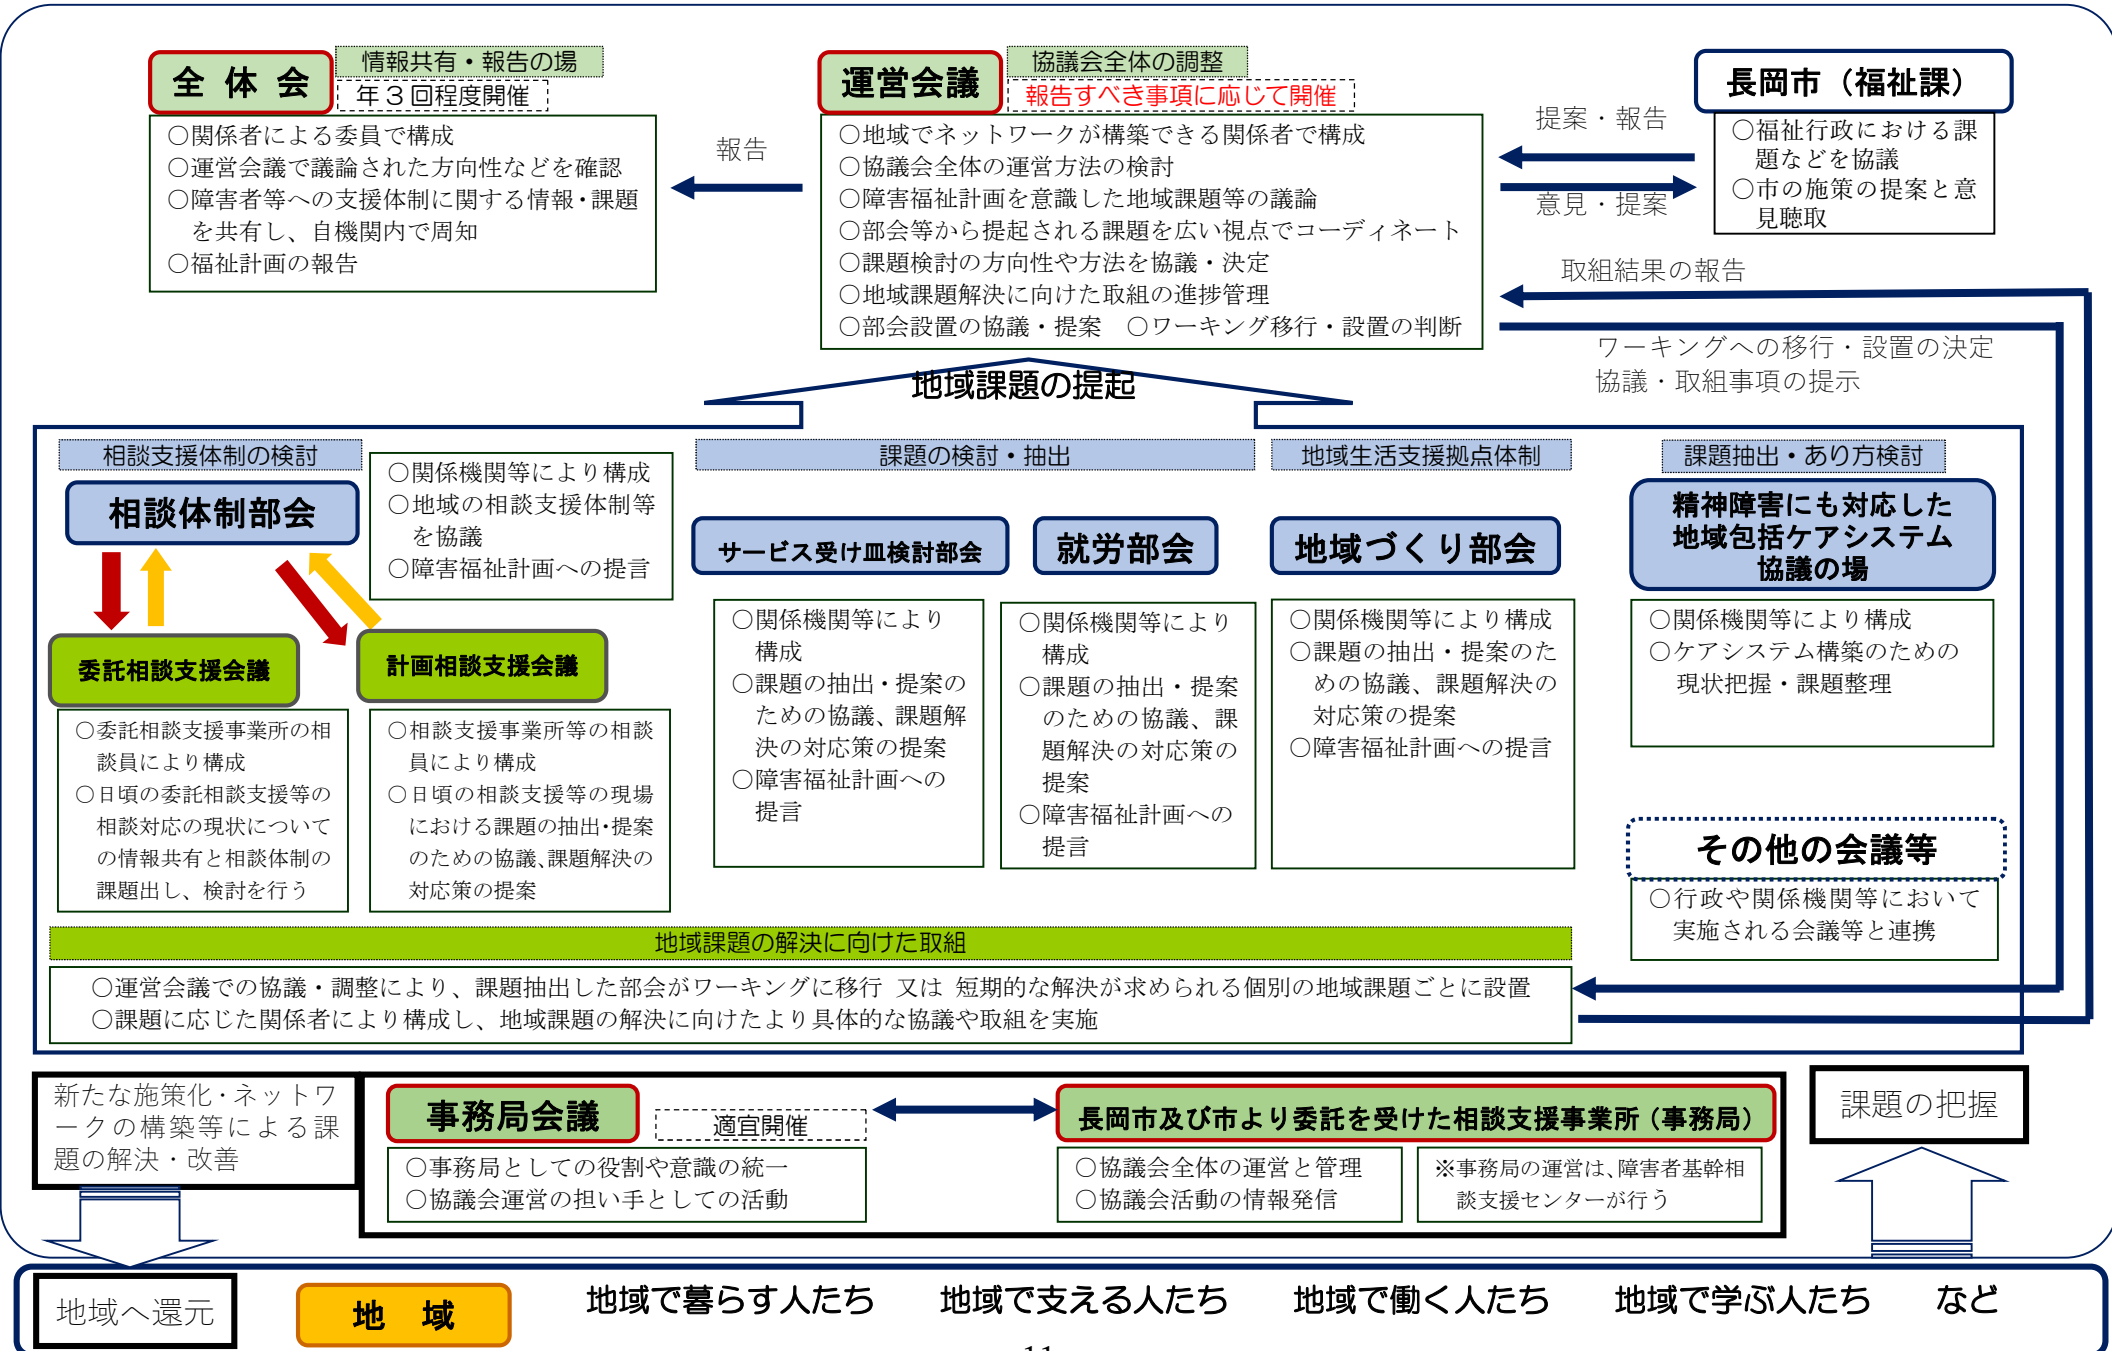 全 体 会
情報共有・報告の場
年３回程度開催
○関係者による委員で構成
○運営会議で議論された方向性などを確認
○障害者等への支援体制に関する情報・課題
を共有し、自機関内で周知
○福祉計画の報告
報告
運営会議
協議会全体の調整
報告すべき事項に応じて開催
○地域でネットワークが構築できる関係者で構成
○協議会全体の運営方法の検討
○障害福祉計画を意識した地域課題等の議論
○部会等から提起される課題を広い視点でコーディネート
○課題検討の方向性や方法を協議・決定
○地域課題解決に向けた取組の進捗管理
○部会設置の協議・提案　○ワーキング移行・設置の判断
提案・報告
意見・提案
長岡市（福祉課）
○福祉行政における課
題などを協議
○市の施策の提案と意
見聴取
取組結果の報告
ワーキングへの移行・設置の決定
協議・取組事項の提示
地域課題の提起
相談支援体制の検討
相談体制部会
○関係機関等により構成
○地域の相談支援体制等
を協議
○障害福祉計画への提言
委託相談支援会議
○委託相談支援事業所の相
談員により構成
○日頃の委託相談支援等の
相談対応の現状について
の情報共有と相談体制の
課題出し、検討を行う
計画相談支援会議
○相談支援事業所等の相談
員により構成
○日頃の相談支援等の現場
における課題の抽出・提案
のための協議、課題解決の
対応策の提案
課題の検討・抽出
サービス受け皿検討部会
○関係機関等により
構成
○課題の抽出・提案の
ための協議、課題解
決の対応策の提案
○障害福祉計画への
提言
就労部会
○関係機関等により
構成
○課題の抽出・提案
のための協議、課
題解決の対応策の
提案
○障害福祉計画への
提言
地域生活支援拠点体制
地域づくり部会
○関係機関等により構成
○課題の抽出・提案のた
めの協議、課題解決の
対応策の提案
○障害福祉計画への提言
課題抽出・あり方検討
精神障害にも対応した
地域包括ケアシステム
協議の場
○関係機関等により構成
○ケアシステム構築のための
現状把握・課題整理
その他の会議等
○行政や関係機関等において
実施される会議等と連携
地域課題の解決に向けた取組
○運営会議での協議・調整により、課題抽出した部会がワーキングに移行 又は 短期的な解決が求められる個別の地域課題ごとに設置
○課題に応じた関係者により構成し、地域課題の解決に向けたより具体的な協議や取組を実施
新たな施策化・ネットワ
ークの構築等による課
題の解決・改善
事務局会議
適宜開催
○事務局としての役割や意識の統一
○協議会運営の担い手としての活動
長岡市及び市より委託を受けた相談支援事業所（事務局）
○協議会全体の運営と管理
○協議会活動の情報発信
※事務局の運営は、障害者基幹相
談支援センターが行う
課題の把握
地域へ還元
地　域
地域で暮らす人たち　　地域で支える人たち　　地域で働く人たち　　地域で学ぶ人たち　　など
11